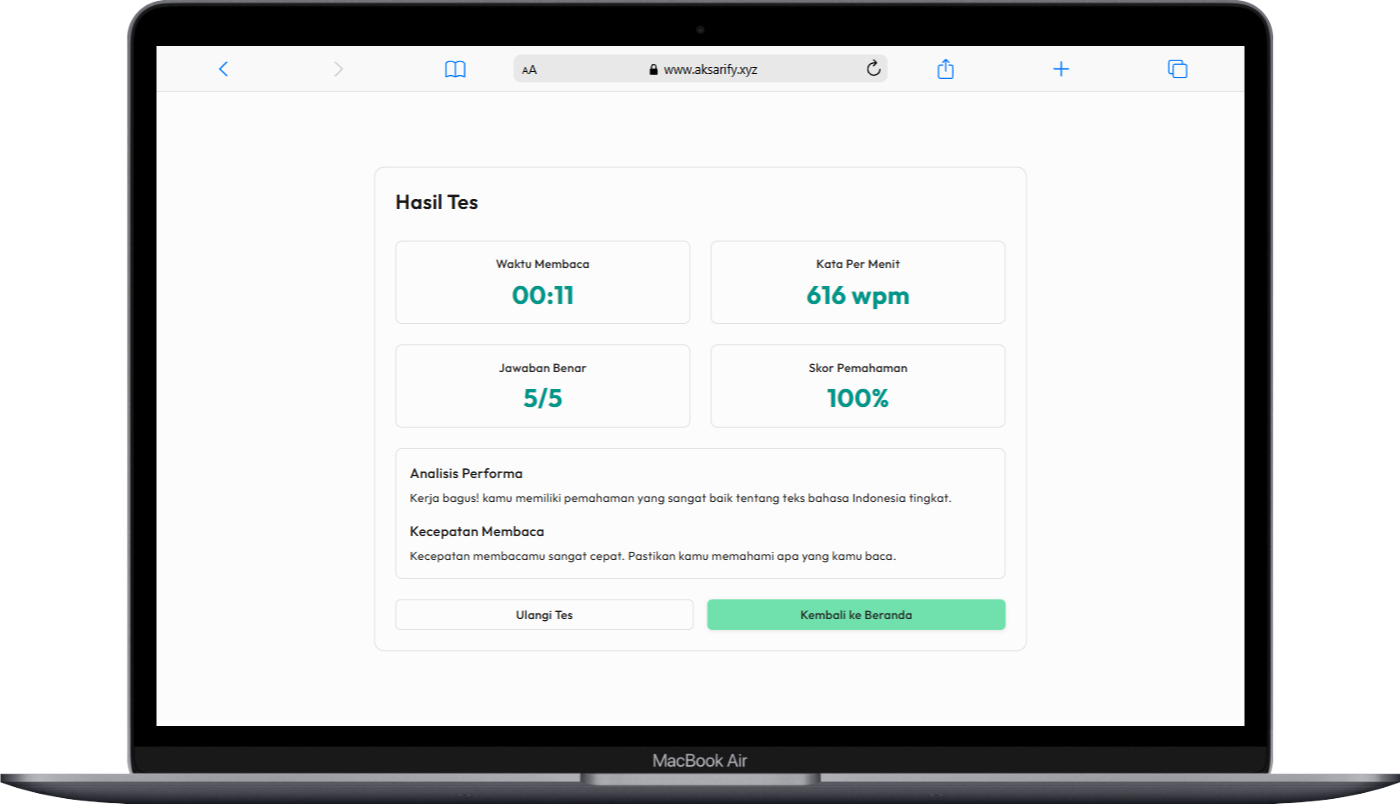 AA
www.aksarify.xyz
Hasil Tes
Waktu Membaca
00:11
Kata Per Menit
616 wpm
Jawaban Benar
5/5
Skor Pemahaman
100%
Analisis Performa
Kerja bagus! kamu memiliki pemahaman yang sangat baik tentang teks bahasa Indonesia tingkat.
Kecepatan Membaca
Kecepatan membacamu sangat cepat. Pastikan kamu memahami apa yang kamu baca.
Ulangi Tes
Kembali ke Beranda
MacBook Air